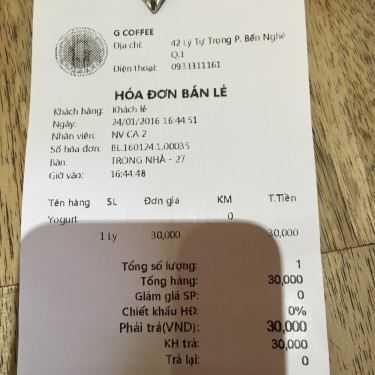 G COFFEE
Địa chỉ: 42 Lý Tự Trọng P. Bến Nghé
Q.1
Điện thoại: 0931311161
HÓA ĐƠN BÁN LẺ
Khách hàng: Khách lẻ
Ngày: 24/01/2016 16:44:51
Nhân viên: NV CA 2
Số hóa đơn: BL.160124.1.00035
Bàn: TRONG NHÀ - 27
Giờ vào: 16:44:48
Tên hàng SL Đơn giá KM T.Tiền
Yogurt 0
1 Ly 30,000 30,000
Tổng số lượng: 1
Tổng hàng: 30,000
Giảm giá SP: 0
Chiết khấu HĐ: 0%
Phải trả(VND): 30,000
KH trả: 30,000
Trả lại: 0